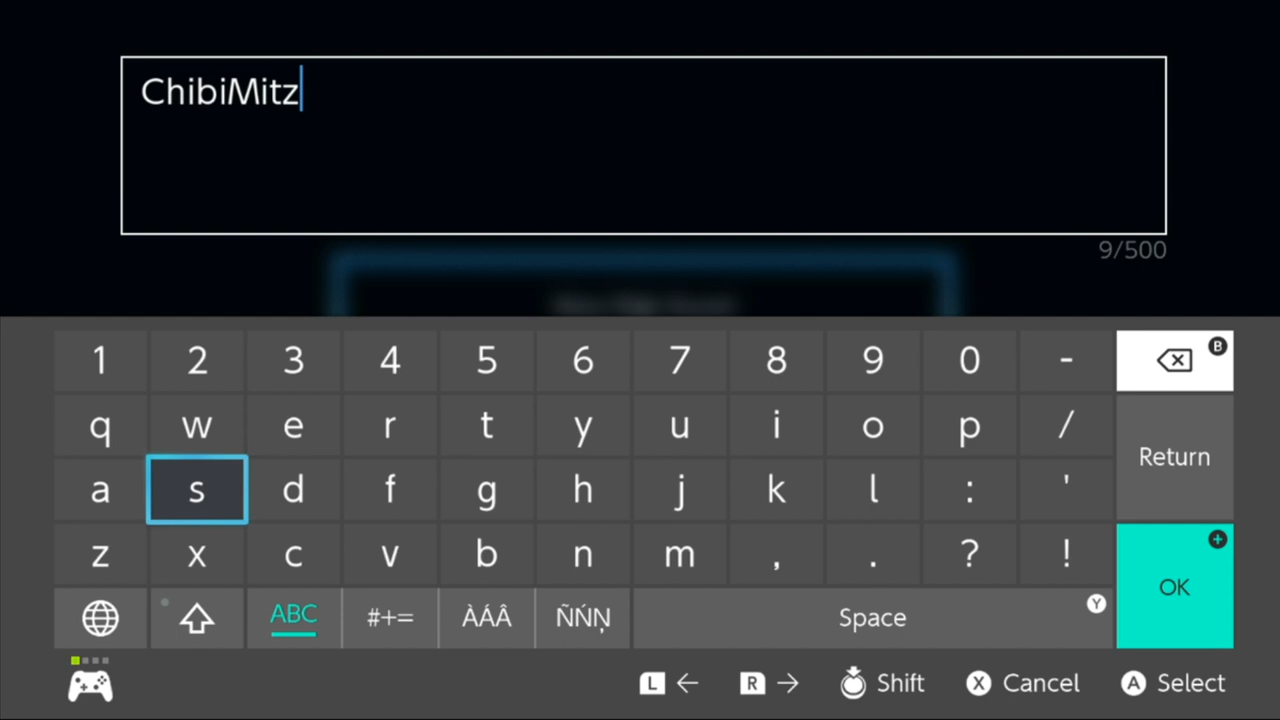 ChibiMitz
9/500
1 2 3 4 5 6 7 8 9 0 - B
q w e r t y u i o p /
Return
a s d f g h j k l : '
z x c v b n m , . ? ! +
OK
ABC #+= ÀÁÂ ÑŃŅ Space Y
L ← R → Shift X Cancel A Select